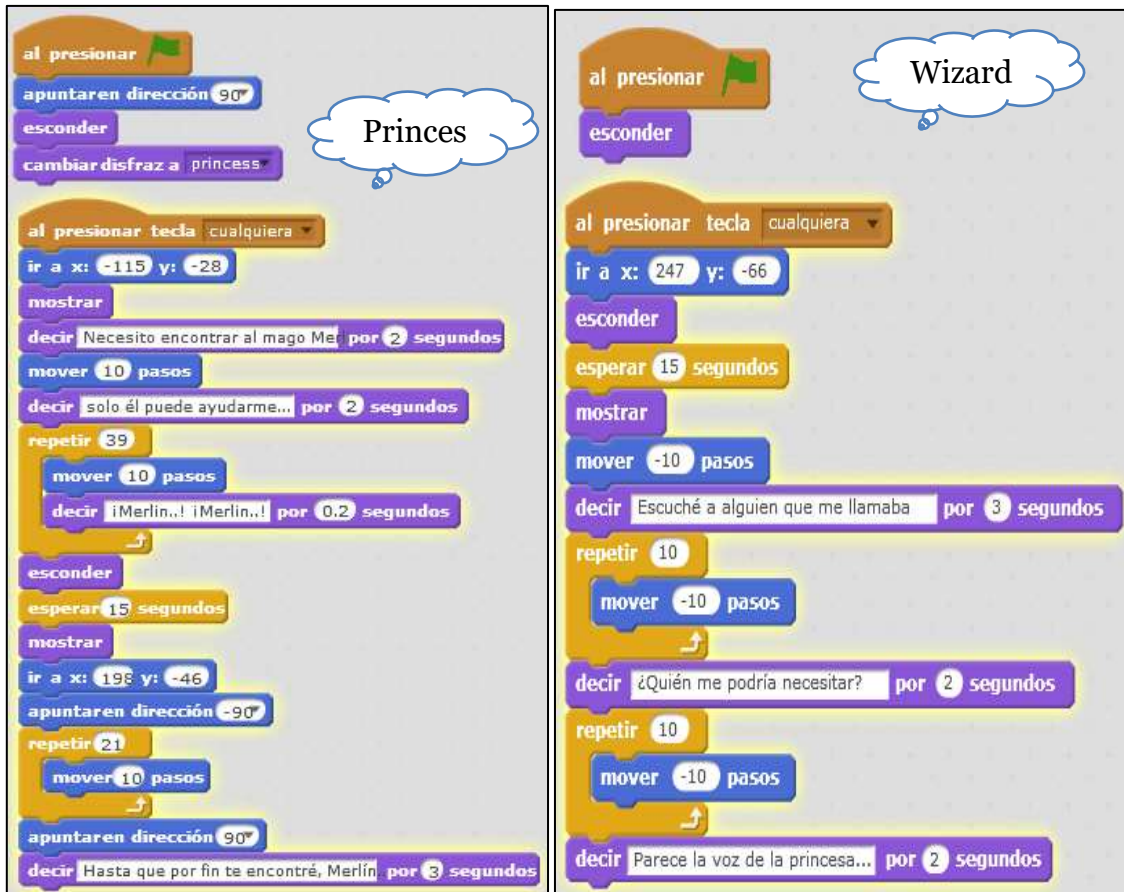 Princes
al presionar
apuntar en dirección 90
esconder
cambiar disfraz a princess
al presionar tecla cualquiera
ir a x: -115 y: -28
mostrar
decir Necesito encontrar al mago Mer por 2 segundos
mover 10 pasos
decir solo él puede ayudarme... por 2 segundos
repetir 39
mover 10 pasos
decir ¡Merlin..! ¡Merlin..! por 0.2 segundos
esconder
esperar 15 segundos
mostrar
ir a x: 198 y: -46
apuntar en dirección -90
repetir 21
mover 10 pasos
apuntar en dirección 90
decir Hasta que por fin te encontré, Merlín por 3 segundos
Wizard
al presionar
esconder
al presionar tecla cualquiera
ir a x: 247 y: -66
esconder
esperar 15 segundos
mostrar
mover -10 pasos
decir Escuché a alguien que me llamaba por 3 segundos
repetir 10
mover -10 pasos
decir ¿Quién me podría necesitar? por 2 segundos
repetir 10
mover -10 pasos
decir Parece la voz de la princesa... por 2 segundos